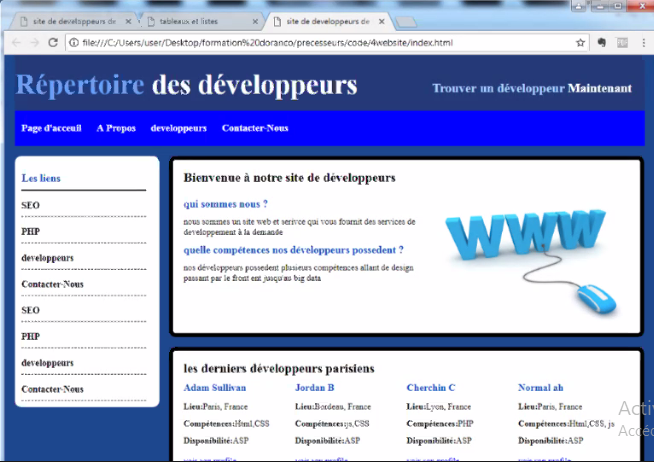 site de developpeurs de
tableaux et listes
site de developpeurs de
file:///C:/Users/user/Desktop/formation%20doranco/precesseurs/code/4website/index.html
Répertoire des développeurs
Trouver un développeur Maintenant
Page d'acceuil A Propos developpeurs Contacter-Nous
Les liens
SEO
PHP
developpeurs
Contacter-Nous
SEO
PHP
developpeurs
Contacter-Nous
Bienvenue à notre site de développeurs
qui sommes nous ?
nous sommes un site web et serivce qui vous fournit des services de
developpement à la demande
quelle compétences nos développeurs possedent ?
nos développeurs possedent plusieurs compétences allant de design
passant par le front ent jusqu'au big data
WWW
les derniers développeurs parisiens
Adam Sullivan Jordan B Cherchin C Normal ah
Lieu:Paris, France Lieu:Bordeau, France Lieu:Lyon, France Lieu:Paris, France
Compétences:Html,CSS Compétences:js,CSS Compétences:PHP Compétences:Html,CSS, js
Disponibilité:ASP Disponibilité:ASP Disponibilité:ASP Disponibilité:ASP